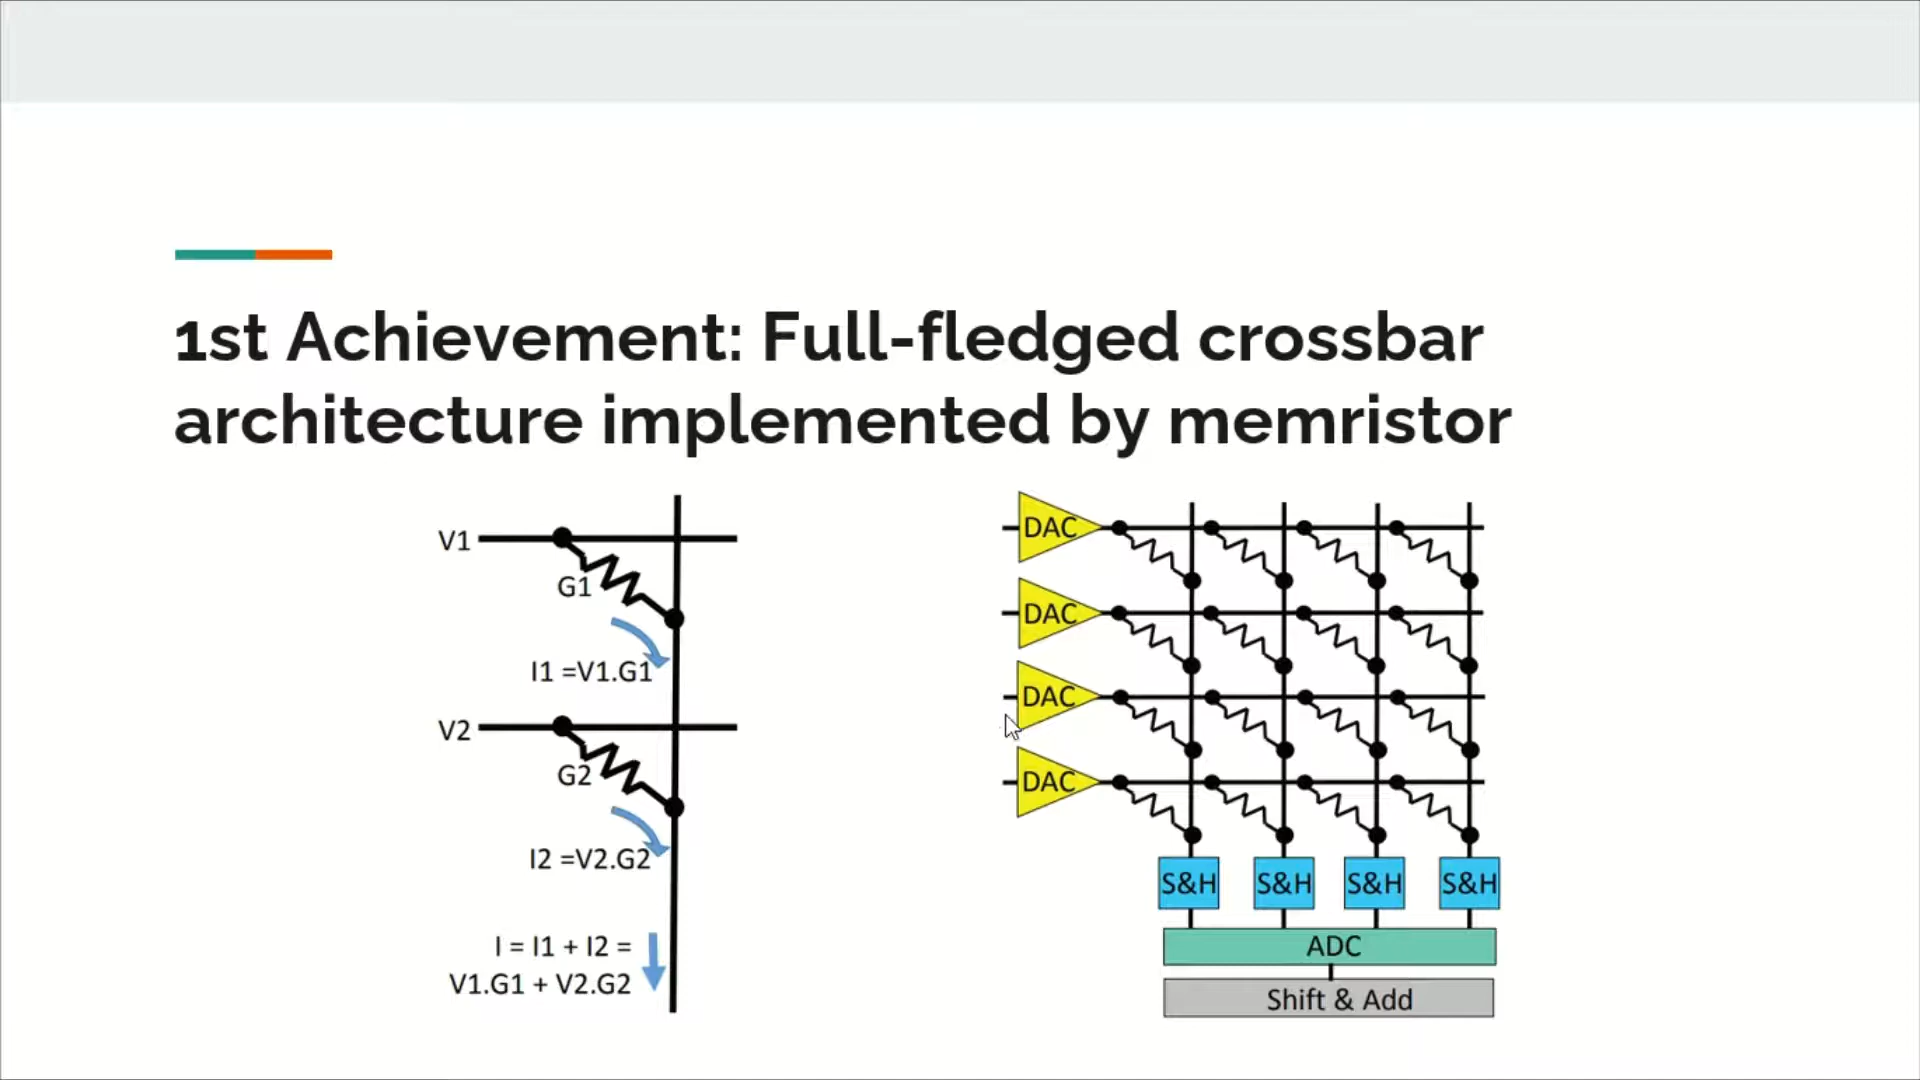 1st Achievement: Full-fledged crossbar
architecture implemented by memristor
V1
G1
I1 =V1.G1
V2
G2
I2 =V2.G2
I = I1 + I2 =
V1.G1 + V2.G2
DAC
DAC
DAC
DAC
S&H S&H S&H S&H
ADC
Shift & Add